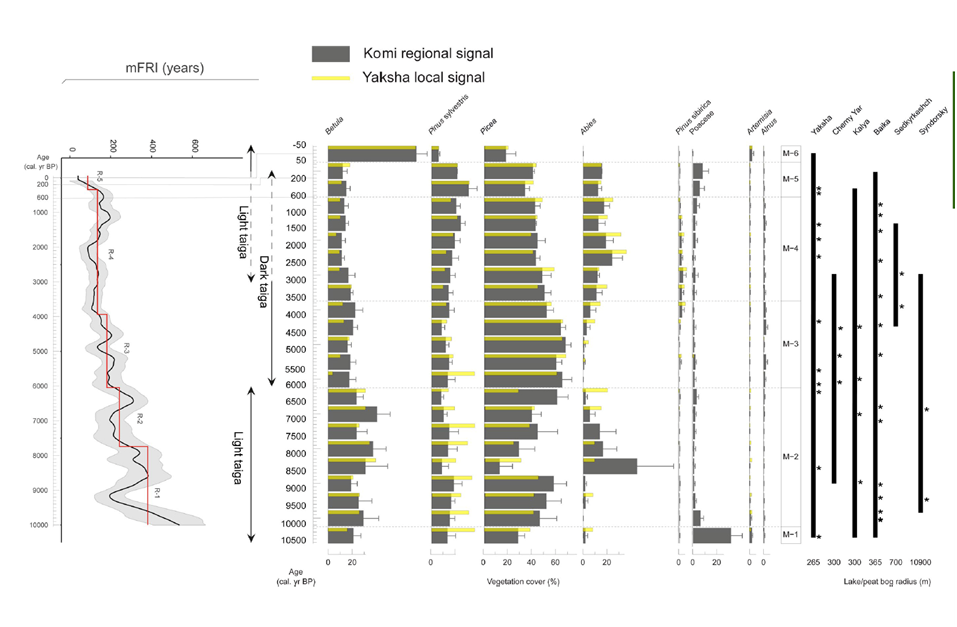 Komi regional signal
Yaksha local signal
mFRI (years)
0
200
400
600
Age
(cal. yr BP)
0
200
600
1000
2000
3000
4000
5000
6000
7000
8000
9000
10000
R-5
R-4
R-3
R-2
R-1
Light taiga
Dark taiga
Light taiga
Betula
Pinus sylvestris
Picea
Abies
Pinus sibirica
Poaceae
Artemisia
Alnus
Yaksha
Cherny Yar
Kalya
Baika
Sedkyrkeshch
Syndorsky
-50
50
200
600
1000
1500
2000
2500
3000
3500
4000
4500
5000
5500
6000
6500
7000
7500
8000
8500
9000
9500
10000
10500
M-6
M-5
M-4
M-3
M-2
M-1
0 20 0 0 20 40 60 0 20 0 0 0 0 265 300 300 365 700 10900
Age
(cal. yr BP)
Vegetation cover (%)
Lake/peat bog radius (m)